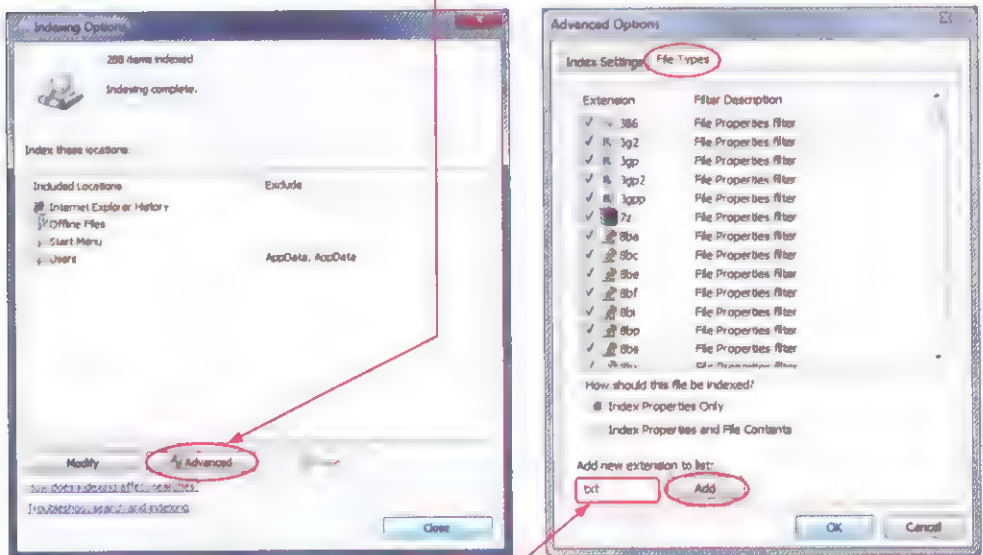 Indexing Options
288 items indexed
Indexing complete.
Index these locations:
Included Locations Exclude
Internet Explorer History
Offline Files
Start Menu
Users AppData, AppData
Modify Advanced
Troubleshoot search and indexing
Close
Advanced Options
Index Settings File Types
Extension Filter Description
386 File Properties filter
3g2 File Properties filter
3gp File Properties filter
3gp2 File Properties filter
3gpp File Properties filter
7z File Properties filter
8ba File Properties filter
8bc File Properties filter
8be File Properties filter
8bf File Properties filter
8bi File Properties filter
8bp File Properties filter
8bs File Properties filter
How should this file be indexed?
Index Properties Only
Index Properties and File Contents
Add new extension to list:
txt Add
OK Cancel